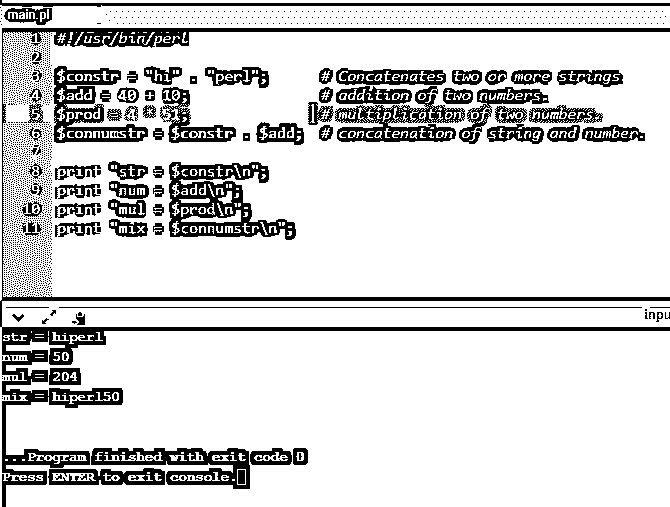 main.pl
1 #!/usr/bin/perl
2
3 $constr = "hi" . "perl"; # Concatenates two or more strings.
4 $add = 40 + 10; # addition of two numbers.
5 $prod = 4 * 51; # multiplication of two numbers.
6 $connumstr = $constr . $add; # concatenation of string and number.
7
8 print "str = $constr\n";
9 print "num = $add\n";
10 print "mul = $prod\n";
11 print "mix = $connumstr\n";
input
str = hiperl
num = 50
mul = 204
mix = hiperl50
...Program finished with exit code 0
Press ENTER to exit console.